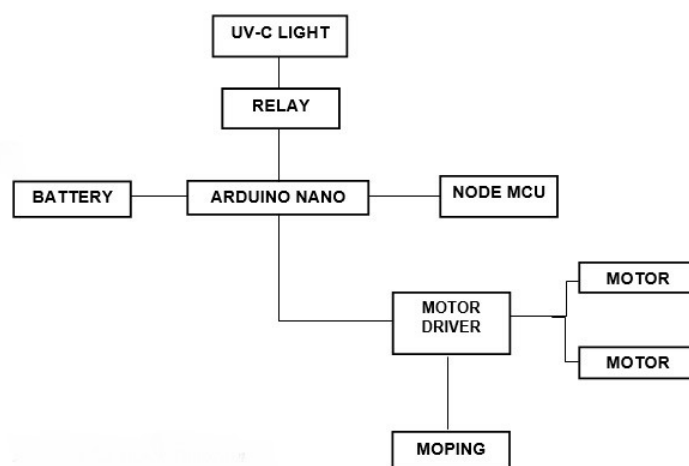 UV-C LIGHT
RELAY
BATTERY
ARDUINO NANO
NODE MCU
MOTOR
MOTOR
DRIVER
MOTOR
MOPING